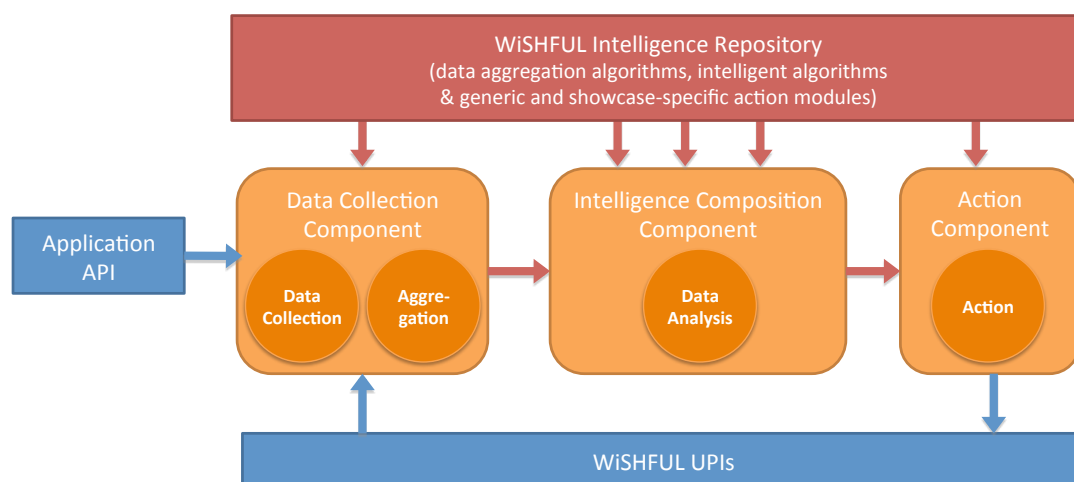 WiSHFUL Intelligence Repository
(data aggregation algorithms, intelligent algorithms
& generic and showcase-specific action modules)
Data Collection
Component
Intelligence Composition
Component
Action
Component
Application
API
Data
Collection
Aggre-
gation
Data
Analysis
Action
WiSHFUL UPIs